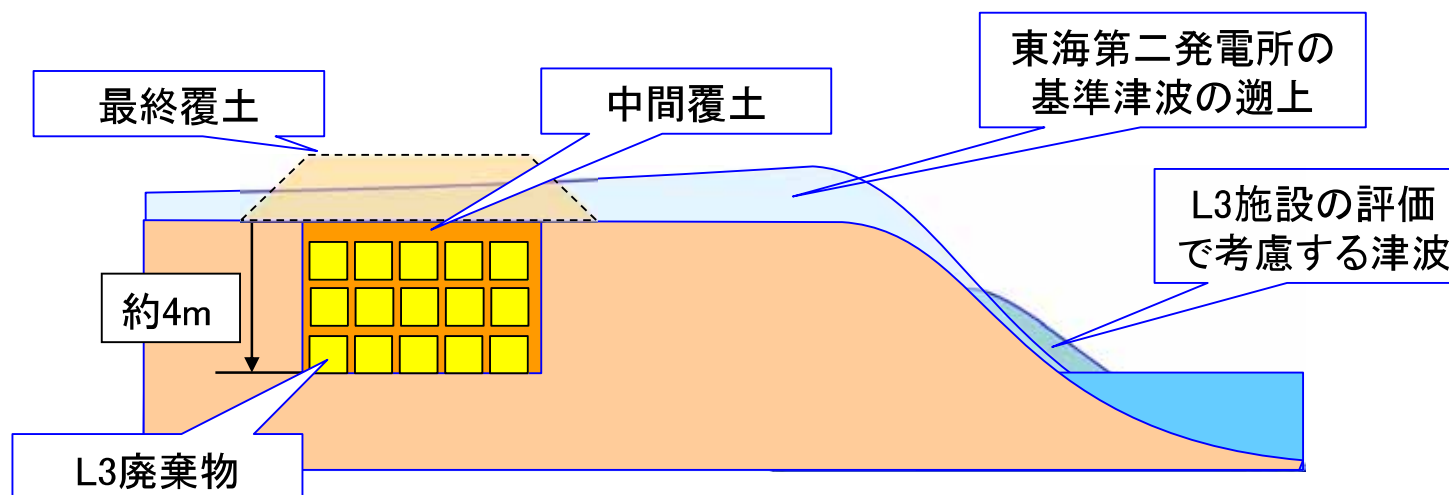 東海第二発電所の
基準津波の遡上
最終覆土
中間覆土
L3施設の評価
で考慮する津波
約4m
L3廃棄物